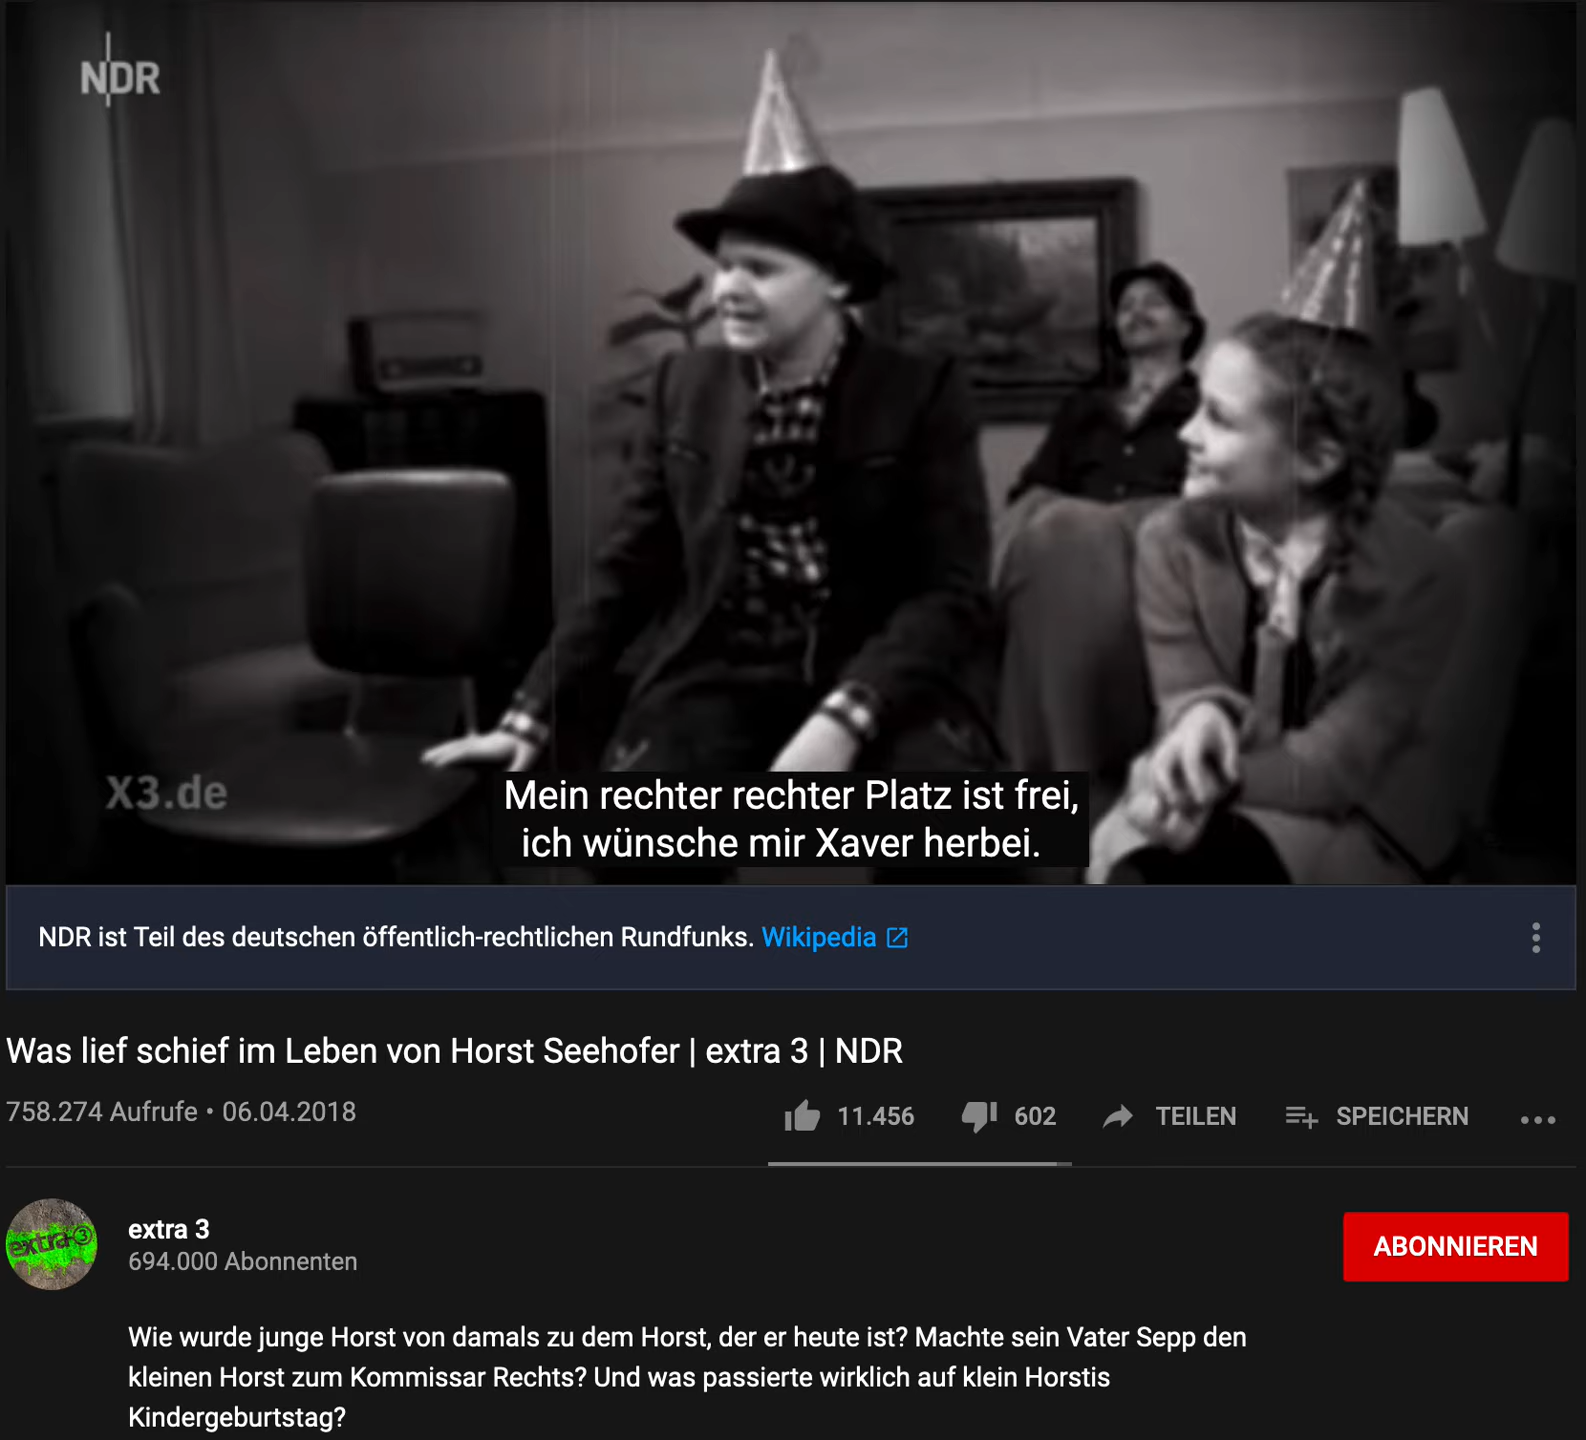 NDR
X3.de
Mein rechter rechter Platz ist frei,
ich wünsche mir Xaver herbei.
NDR ist Teil des deutschen öffentlich-rechtlichen Rundfunks. Wikipedia
Was lief schief im Leben von Horst Seehofer | extra 3 | NDR
758.274 Aufrufe • 06.04.2018
11.456 602 TEILEN SPEICHERN
extra 3
extra 3
694.000 Abonnenten
ABONNIEREN
Wie wurde junge Horst von damals zu dem Horst, der er heute ist? Machte sein Vater Sepp den
kleinen Horst zum Kommissar Rechts? Und was passierte wirklich auf klein Horstis
Kindergeburtstag?